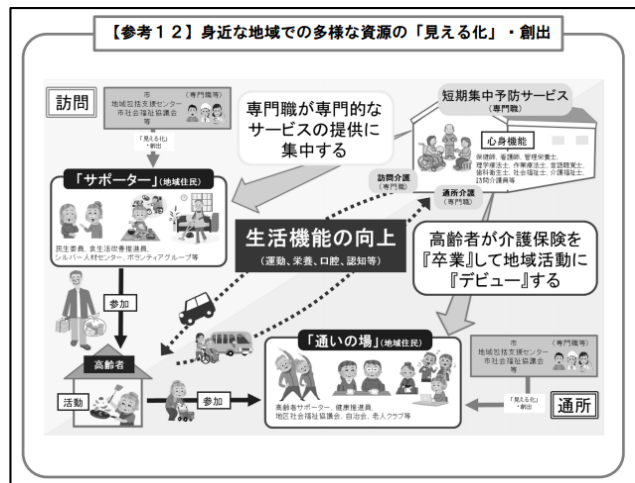 【参考１２】身近な地域での多様な資源の「見える化」・創出
訪問
市　　（専門職等）
地域包括支援センター
市社会福祉協議会
等
「見える化」
・創出
「サポーター」（地域住民）
民生委員、食生活改善推進員、
シルバー人材センター、ボランティアグループ等
専門職が専門的な
サービスの提供に
集中する
短期集中予防サービス
（専門職）
心身機能
保健師、看護師、管理栄養士、
理学療法士、作業療法士、言語聴覚士、
歯科衛生士、社会福祉士、介護福祉士、
訪問介護員等
訪問介護
（専門職）
通所介護
（専門職）
生活機能の向上
（運動、栄養、口腔、認知等）
高齢者が介護保険を
『卒業』して地域活動に
『デビュー』する
参加
高齢者
活動
参加
「通いの場」（地域住民）
高齢者サポーター、健康推進員、
地区社会福祉協議会、自治会、老人クラブ等
市　　（専門職等）
地域包括支援センター
市社会福祉協議会
等
「見える化」
・創出
通所